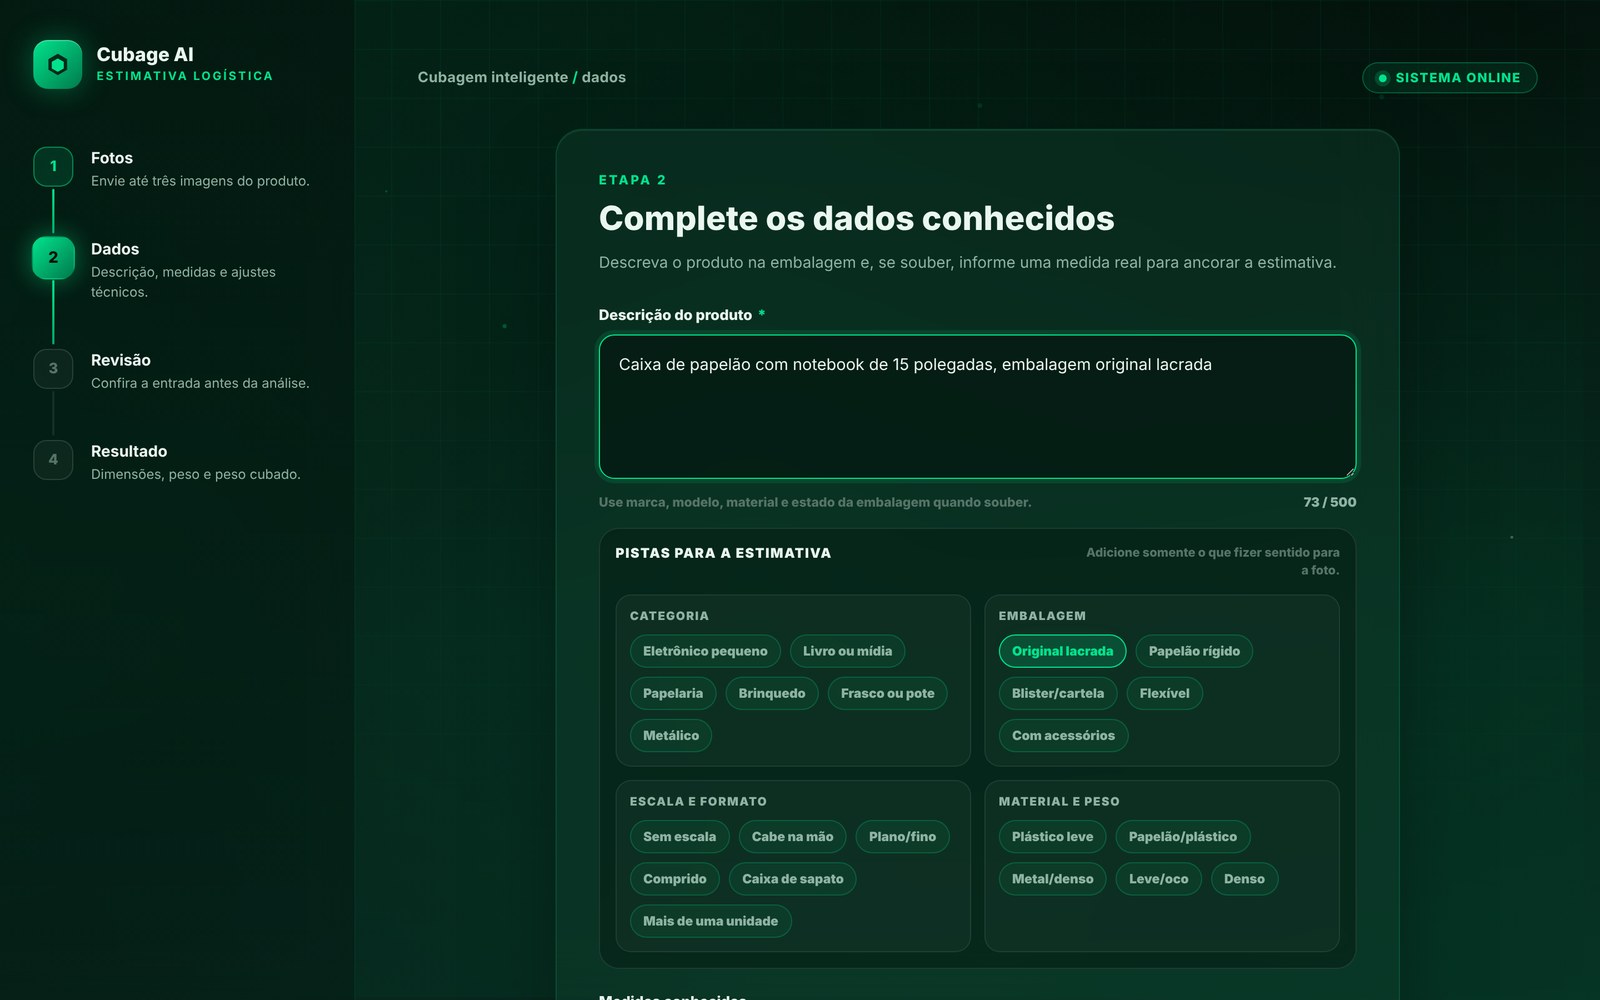 Cubage AI
ESTIMATIVA LOGÍSTICA
1
Fotos
Envie até três imagens do produto.
2
Dados
Descrição, medidas e ajustes
técnicos.
3
Revisão
Confira a entrada antes da análise.
4
Resultado
Dimensões, peso e peso cubado.
Cubagem inteligente / dados
SISTEMA ONLINE
ETAPA 2
Complete os dados conhecidos
Descreva o produto na embalagem e, se souber, informe uma medida real para ancorar a estimativa.
Descrição do produto *
Caixa de papelão com notebook de 15 polegadas, embalagem original lacrada
Use marca, modelo, material e estado da embalagem quando souber.
73 / 500
PISTAS PARA A ESTIMATIVA
Adicione somente o que fizer sentido para
a foto.
CATEGORIA
Eletrônico pequeno
Livro ou mídia
Papelaria
Brinquedo
Frasco ou pote
Metálico
EMBALAGEM
Original lacrada
Papelão rígido
Blister/cartela
Flexível
Com acessórios
ESCALA E FORMATO
Sem escala
Cabe na mão
Plano/fino
Comprido
Caixa de sapato
Mais de uma unidade
MATERIAL E PESO
Plástico leve
Papelão/plástico
Metal/denso
Leve/oco
Denso
Medidas conhecidas